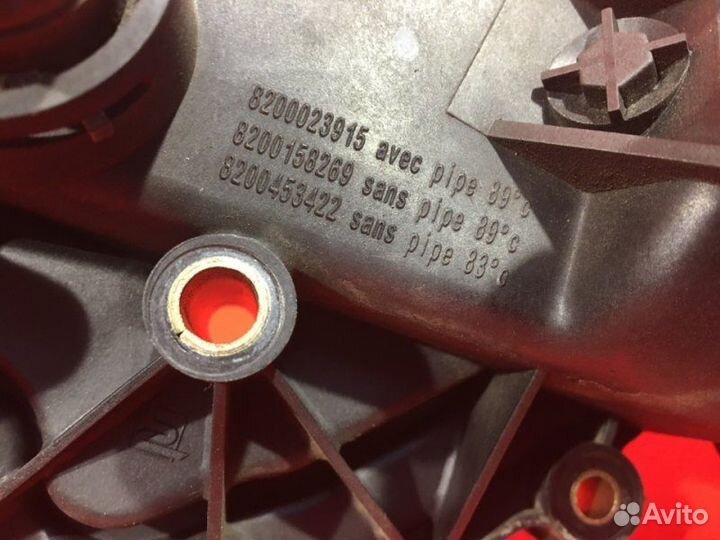 8200023915 avec pipe 89°c
8200158269 sans pipe 89°c
8200453422 sans pipe 83°c
Avito